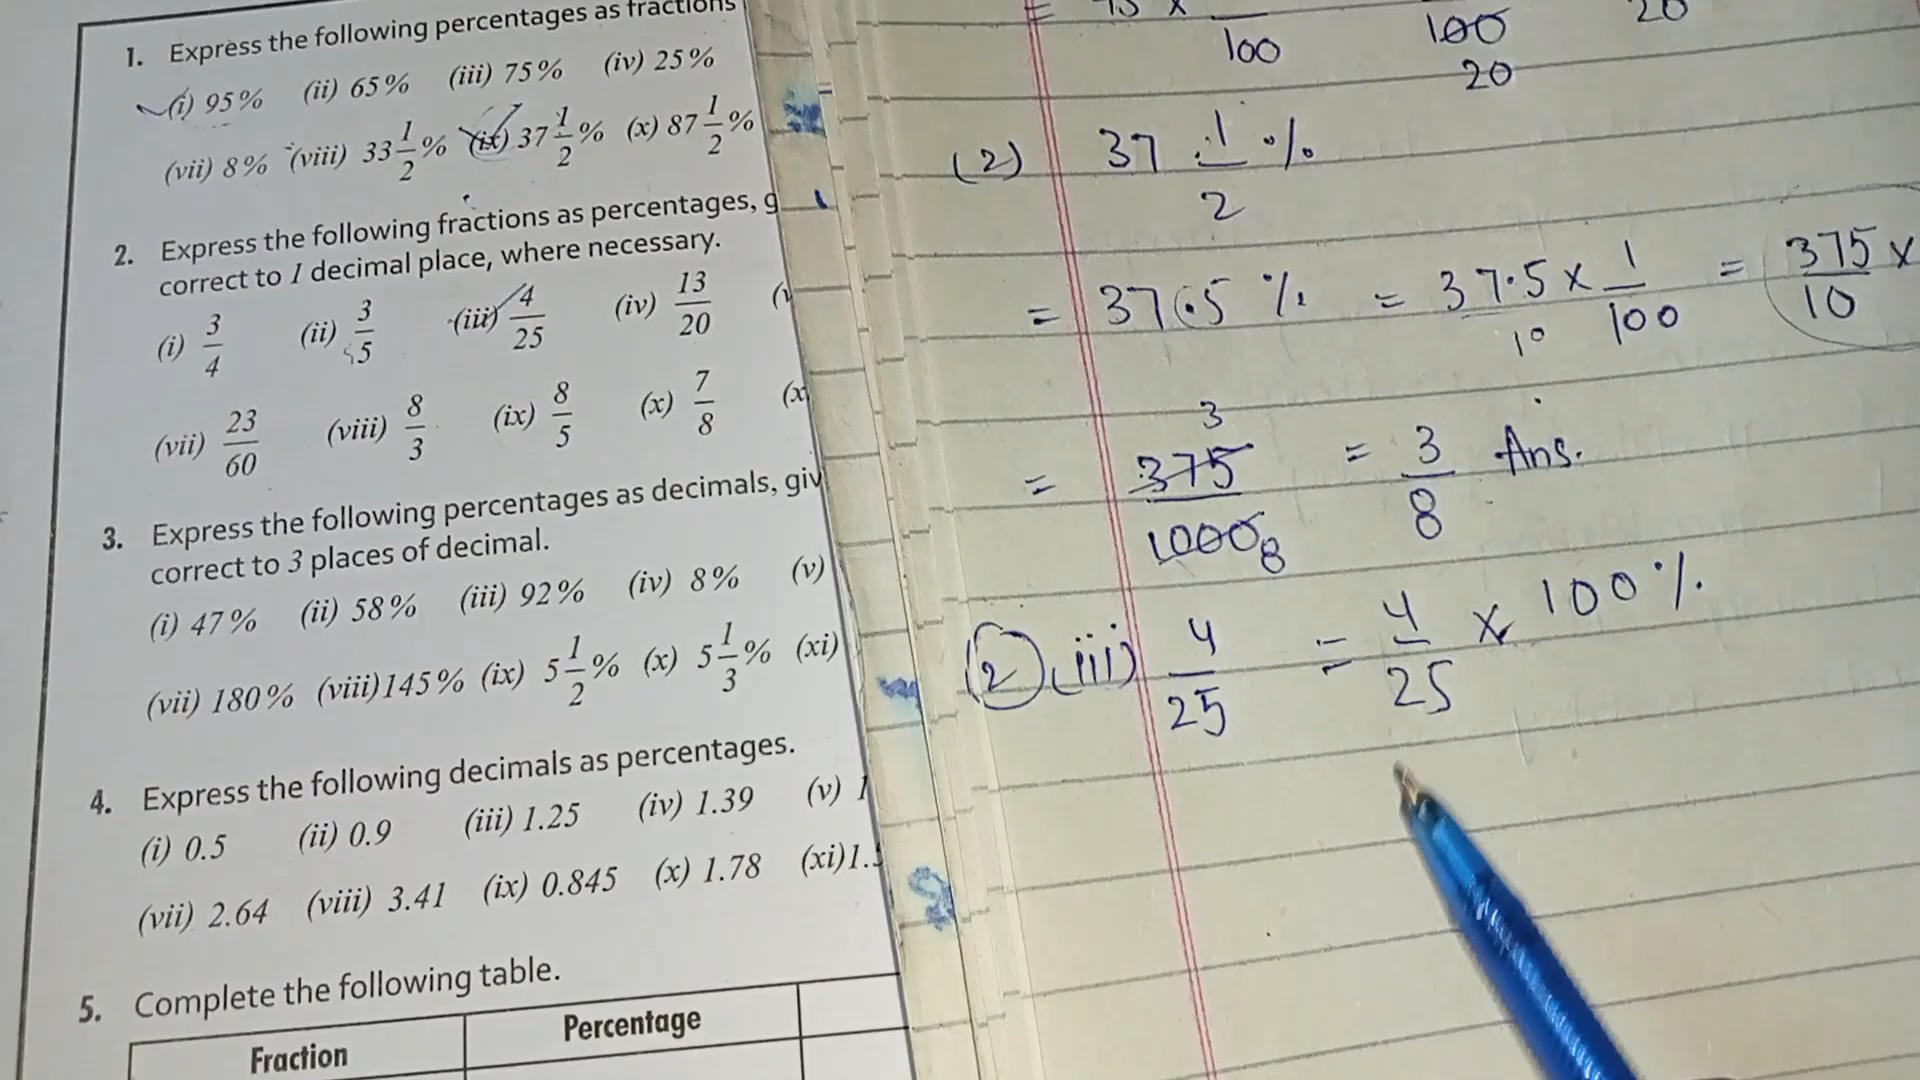 1. Express the following percentages as fractions
(i) 95% (ii) 65% (iii) 75% (iv) 25%
(vii) 8% (viii) 33 1/2 % (ix) 37 1/2 % (x) 87 1/2 %
2. Express the following fractions as percentages, g
correct to 1 decimal place, where necessary.
(i) 3/4 (ii) 3/5 (iii) 4/25 (iv) 13/20
(vii) 23/60 (viii) 8/3 (ix) 8/5 (x) 7/8 (x
3. Express the following percentages as decimals, giv
correct to 3 places of decimal.
(i) 47% (ii) 58% (iii) 92% (iv) 8% (v)
(vii) 180% (viii) 145% (ix) 5 1/2 % (x) 5 1/3 % (xi)
4. Express the following decimals as percentages.
(i) 0.5 (ii) 0.9 (iii) 1.25 (iv) 1.39 (v) 1
(vii) 2.64 (viii) 3.41 (ix) 0.845 (x) 1.78 (xi) 1.
5. Complete the following table.
Fraction Percentage
100 100 20
20
(2) 37 1/2 %
= 37.5 % = 37.5 × 1/100 = 375/10 ×
10
3
= 375/1000 = 3/8 Ans.
8
(2) (iii) 4/25 = 4/25 × 100 %